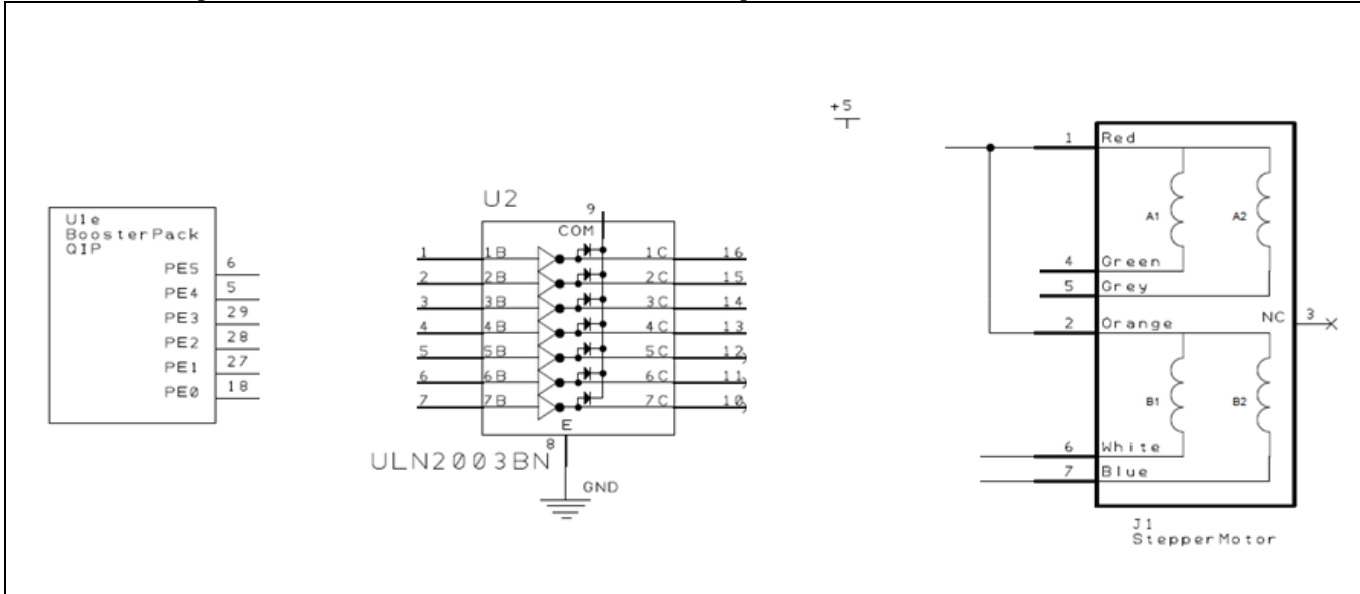 +5
U1e
BoosterPack
QIP
PE5 6
PE4 5
PE3 29
PE2 28
PE1 27
PE0 18
U2
9
COM
1 1B 1C 16
2 2B 2C 15
3 3B 3C 14
4 4B 4C 13
5 5B 5C 12
6 6B 6C 11
7 7B 7C 10
E
8
ULN2003BN
GND
1 Red
A1 A2
4 Green
5 Grey
2 Orange
NC 3
B1 B2
6 White
7 Blue
J1
StepperMotor